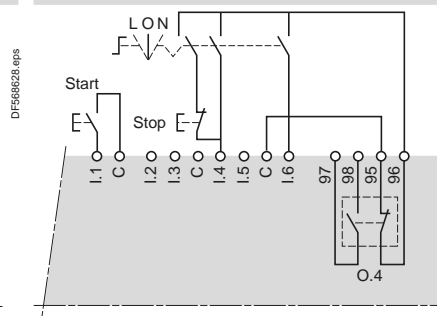 L O N
DF568628.eps
Start
Stop
I.1
C
I.2
I.3
C
I.4
I.5
C
I.6
97
98
95
96
O.4